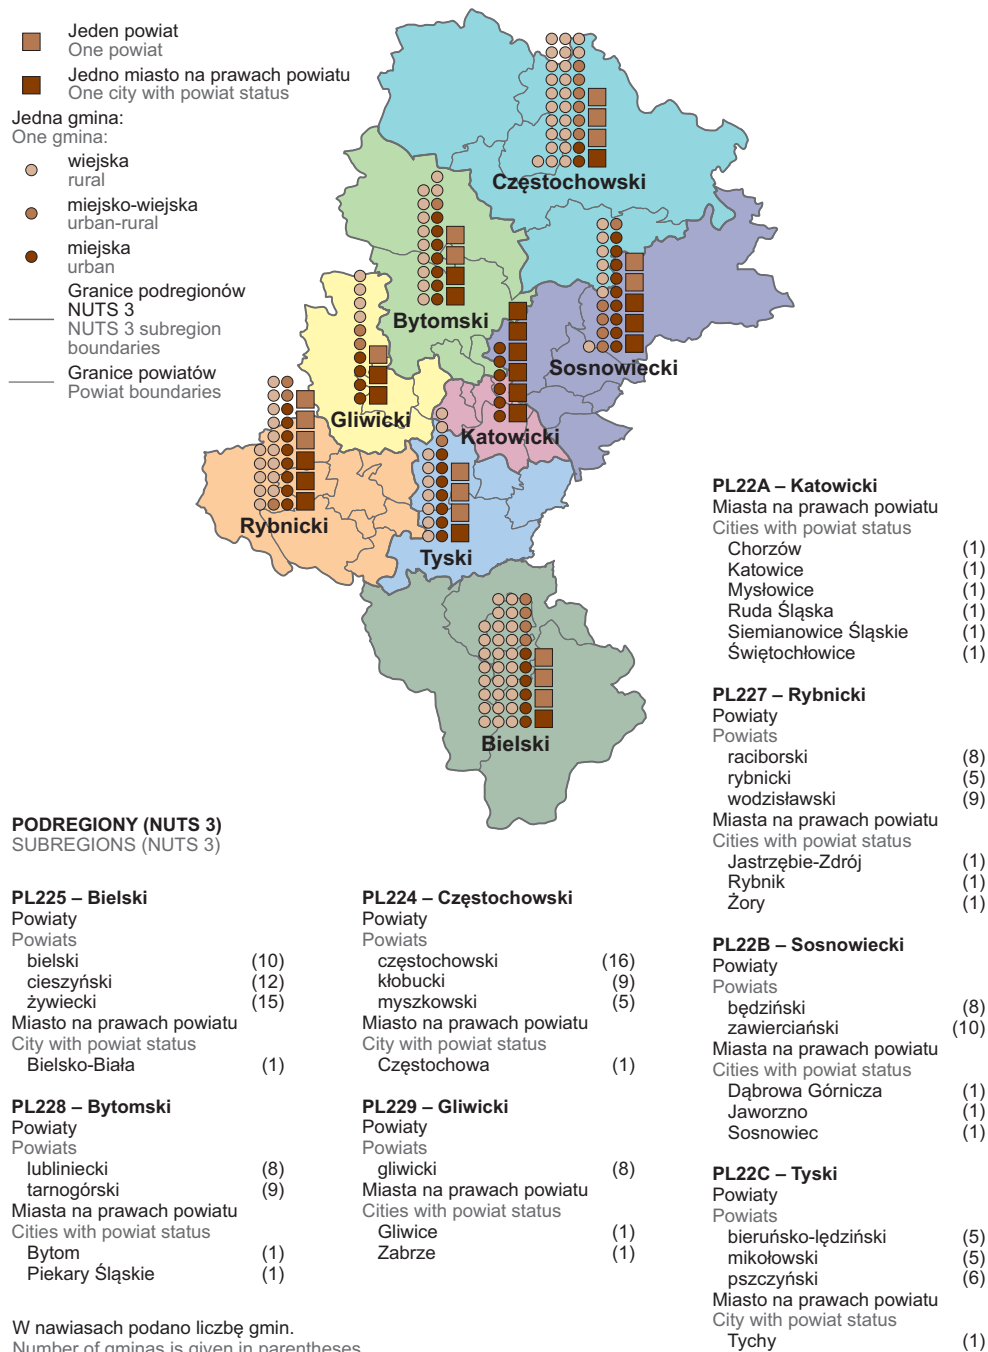 Jeden powiat
One powiat
Jedno miasto na prawach powiatu
One city with powiat status
Jedna gmina:
One gmina:
wiejska
rural
miejsko-wiejska
urban-rural
miejska
urban
Granice podregionów
NUTS 3
NUTS 3 subregion
boundaries
Granice powiatów
Powiat boundaries
Częstochowski
Bytomski
Sosnowiecki
Gliwicki
Katowicki
Rybnicki
Tyski
Bielski
PODREGIONY (NUTS 3)
SUBREGIONS (NUTS 3)
PL225 – Bielski
Powiaty
Powiats
bielski (10)
cieszyński (12)
żywiecki (15)
Miasto na prawach powiatu
City with powiat status
Bielsko-Biała (1)
PL228 – Bytomski
Powiaty
Powiats
lubliniecki (8)
tarnogórski (9)
Miasta na prawach powiatu
Cities with powiat status
Bytom (1)
Piekary Śląskie (1)
PL224 – Częstochowski
Powiaty
Powiats
częstochowski (16)
kłobucki (9)
myszkowski (5)
Miasto na prawach powiatu
City with powiat status
Częstochowa (1)
PL229 – Gliwicki
Powiaty
Powiats
gliwicki (8)
Miasta na prawach powiatu
Cities with powiat status
Gliwice (1)
Zabrze (1)
PL22A – Katowicki
Miasta na prawach powiatu
Cities with powiat status
Chorzów (1)
Katowice (1)
Mysłowice (1)
Ruda Śląska (1)
Siemianowice Śląskie (1)
Świętochłowice (1)
PL227 – Rybnicki
Powiaty
Powiats
raciborski (8)
rybnicki (5)
wodzisławski (9)
Miasta na prawach powiatu
Cities with powiat status
Jastrzębie-Zdrój (1)
Rybnik (1)
Żory (1)
PL22B – Sosnowiecki
Powiaty
Powiats
będziński (8)
zawierciański (10)
Miasta na prawach powiatu
Cities with powiat status
Dąbrowa Górnicza (1)
Jaworzno (1)
Sosnowiec (1)
PL22C – Tyski
Powiaty
Powiats
bieruńsko-lędziński (5)
mikołowski (5)
pszczyński (6)
Miasto na prawach powiatu
City with powiat status
Tychy (1)
W nawiasach podano liczbę gmin.
Number of gminas is given in parentheses